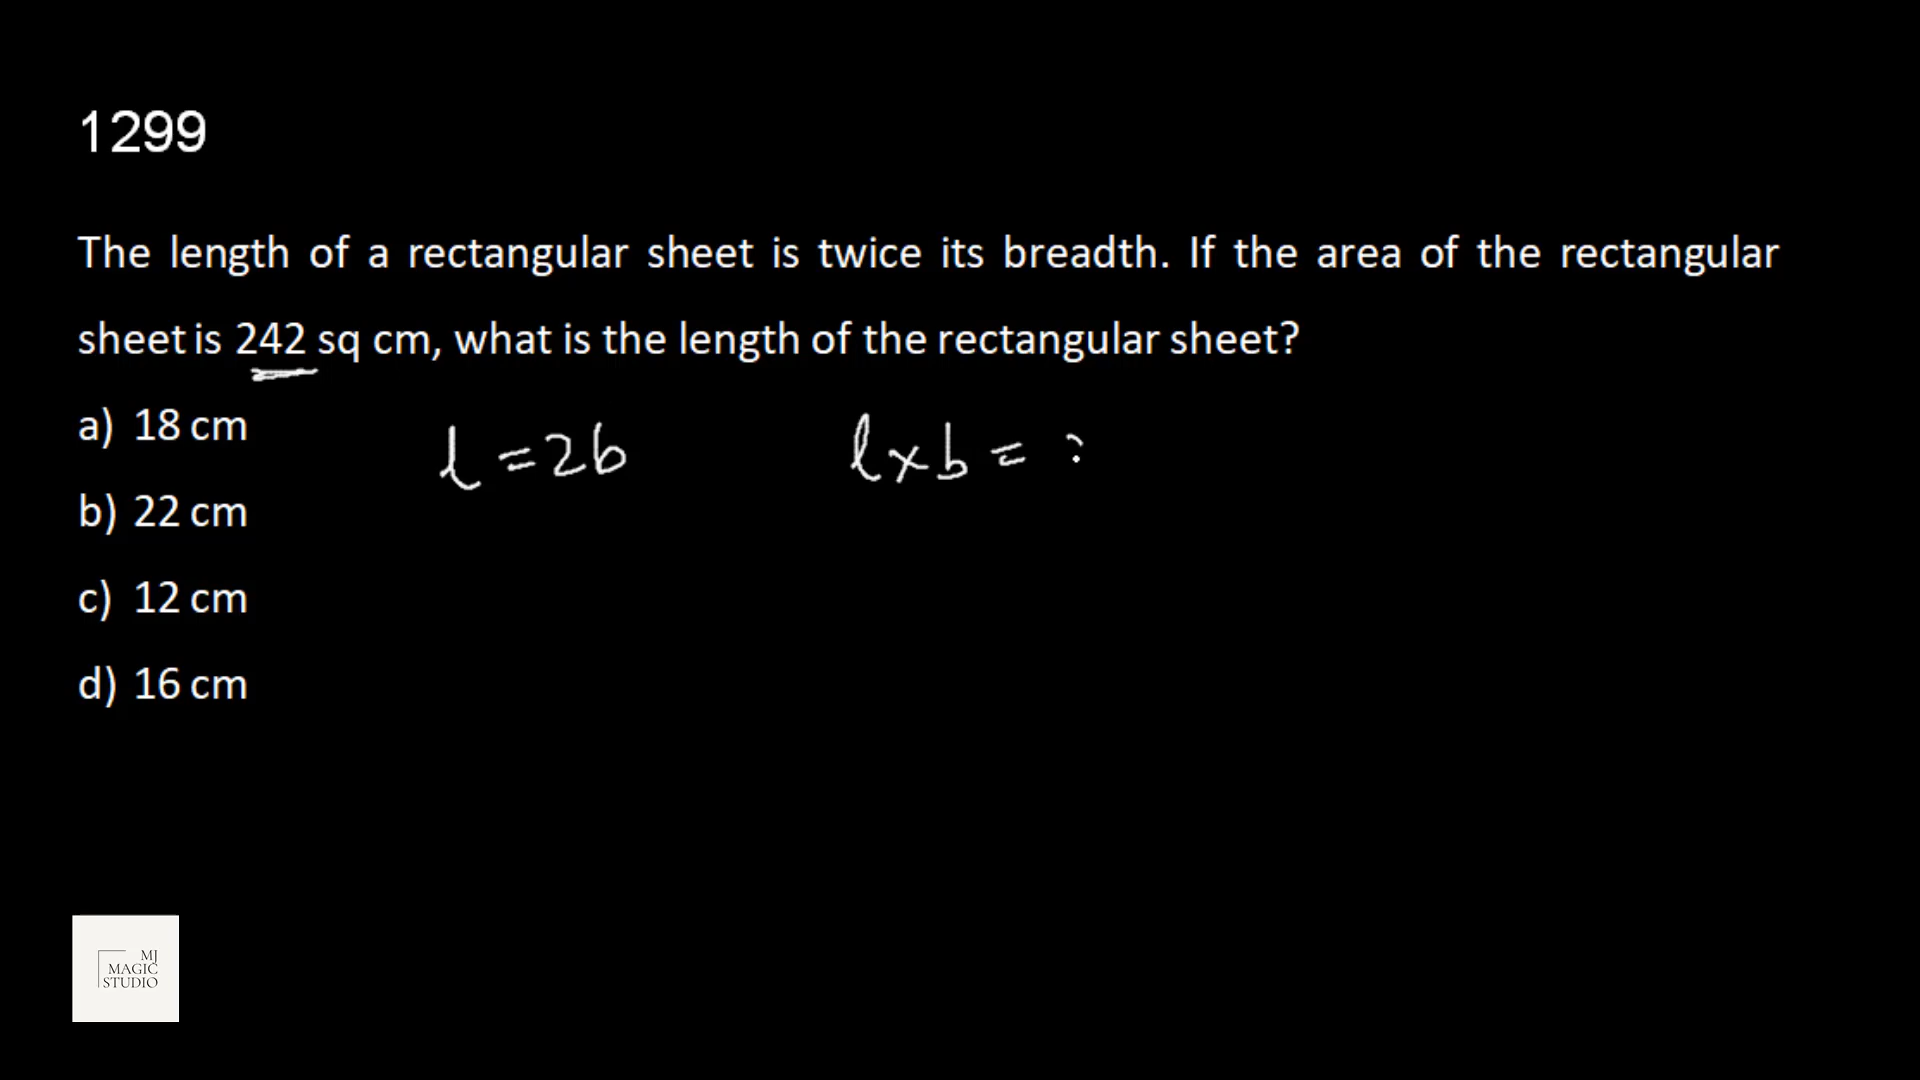 1299
The length of a rectangular sheet is twice its breadth. If the area of the rectangular
sheet is 242 sq cm, what is the length of the rectangular sheet?
a) 18 cm
l = 2b
l x b = ?
b) 22 cm
c) 12 cm
d) 16 cm
MJ
MAGIC
STUDIO